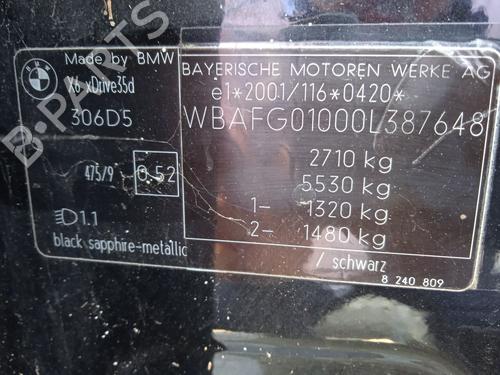 Made by BMW
X6 xDrive35d
306D5
475/9 0,52
1.1
black sapphire-metallic
BAYERISCHE MOTOREN WERKE AG
e1*2001/116*0420*
WBAFG01000L387648
2710 kg
5530 kg
1- 1320 kg
2- 1480 kg
/ schwarz
8 240 809
B-PARTS